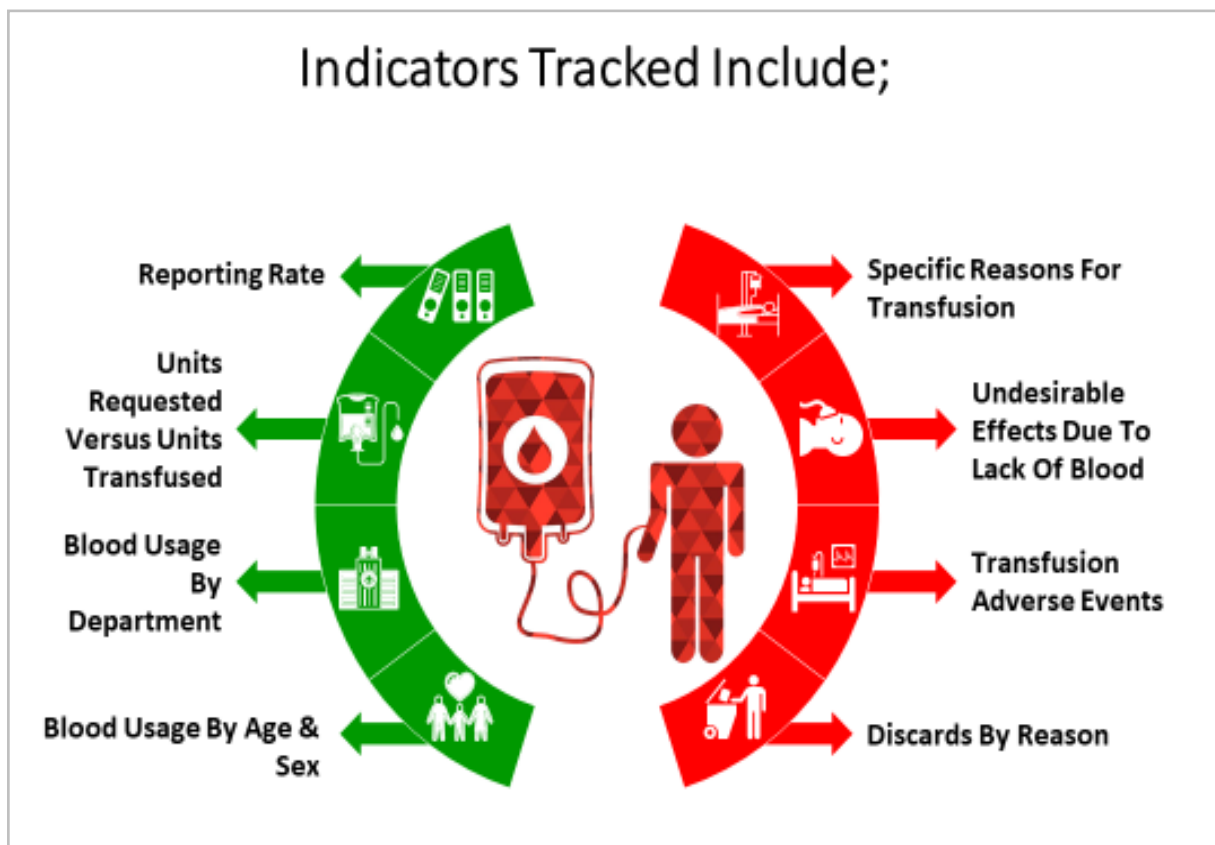 Indicators Tracked Include;
Reporting Rate
Units
Requested
Versus Units
Transfused
Blood Usage
By
Department
Blood Usage By Age &
Sex
Specific Reasons For
Transfusion
Undesirable
Effects Due To
Lack Of Blood
Transfusion
Adverse Events
Discards By Reason